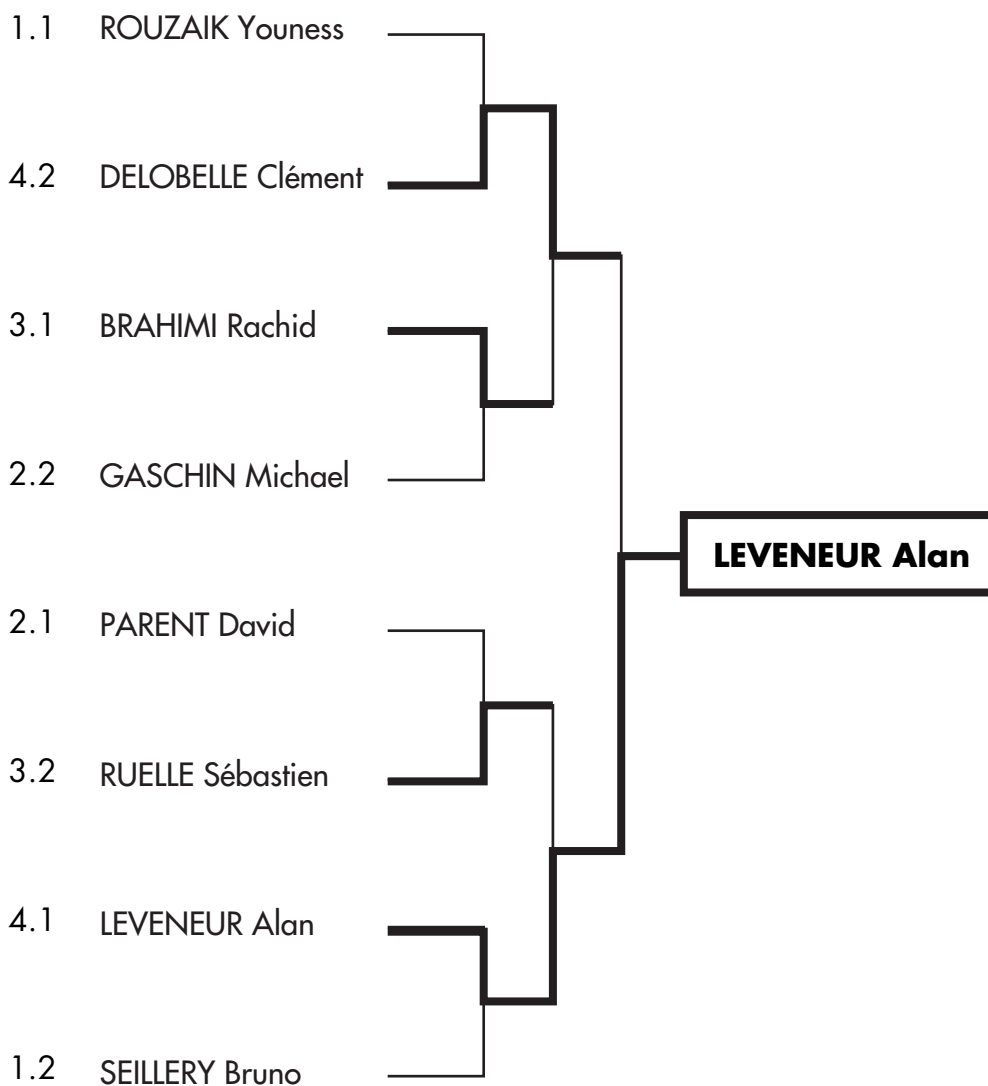 1.1 ROUZAIK Youness
4.2 DELOBELLE Clément
3.1 BRAHIMI Rachid
2.2 GASCHIN Michael
LEVENEUR Alan
2.1 PARENT David
3.2 RUELLE Sébastien
4.1 LEVENEUR Alan
1.2 SEILLERY Bruno